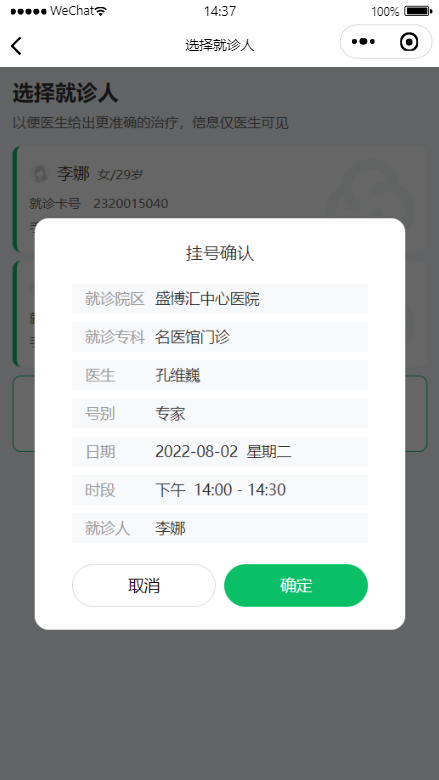 WeChat 14:37 100%
选择就诊人
选择就诊人
以便医生给出更准确的治疗，信息仅医生可见
李娜 女/29岁
就诊卡号 2320015040
挂号确认
就诊院区 盛博汇中心医院
就诊专科 名医馆门诊
医生 孔维巍
号别 专家
日期 2022-08-02 星期二
时段 下午 14:00 - 14:30
就诊人 李娜
取消 确定